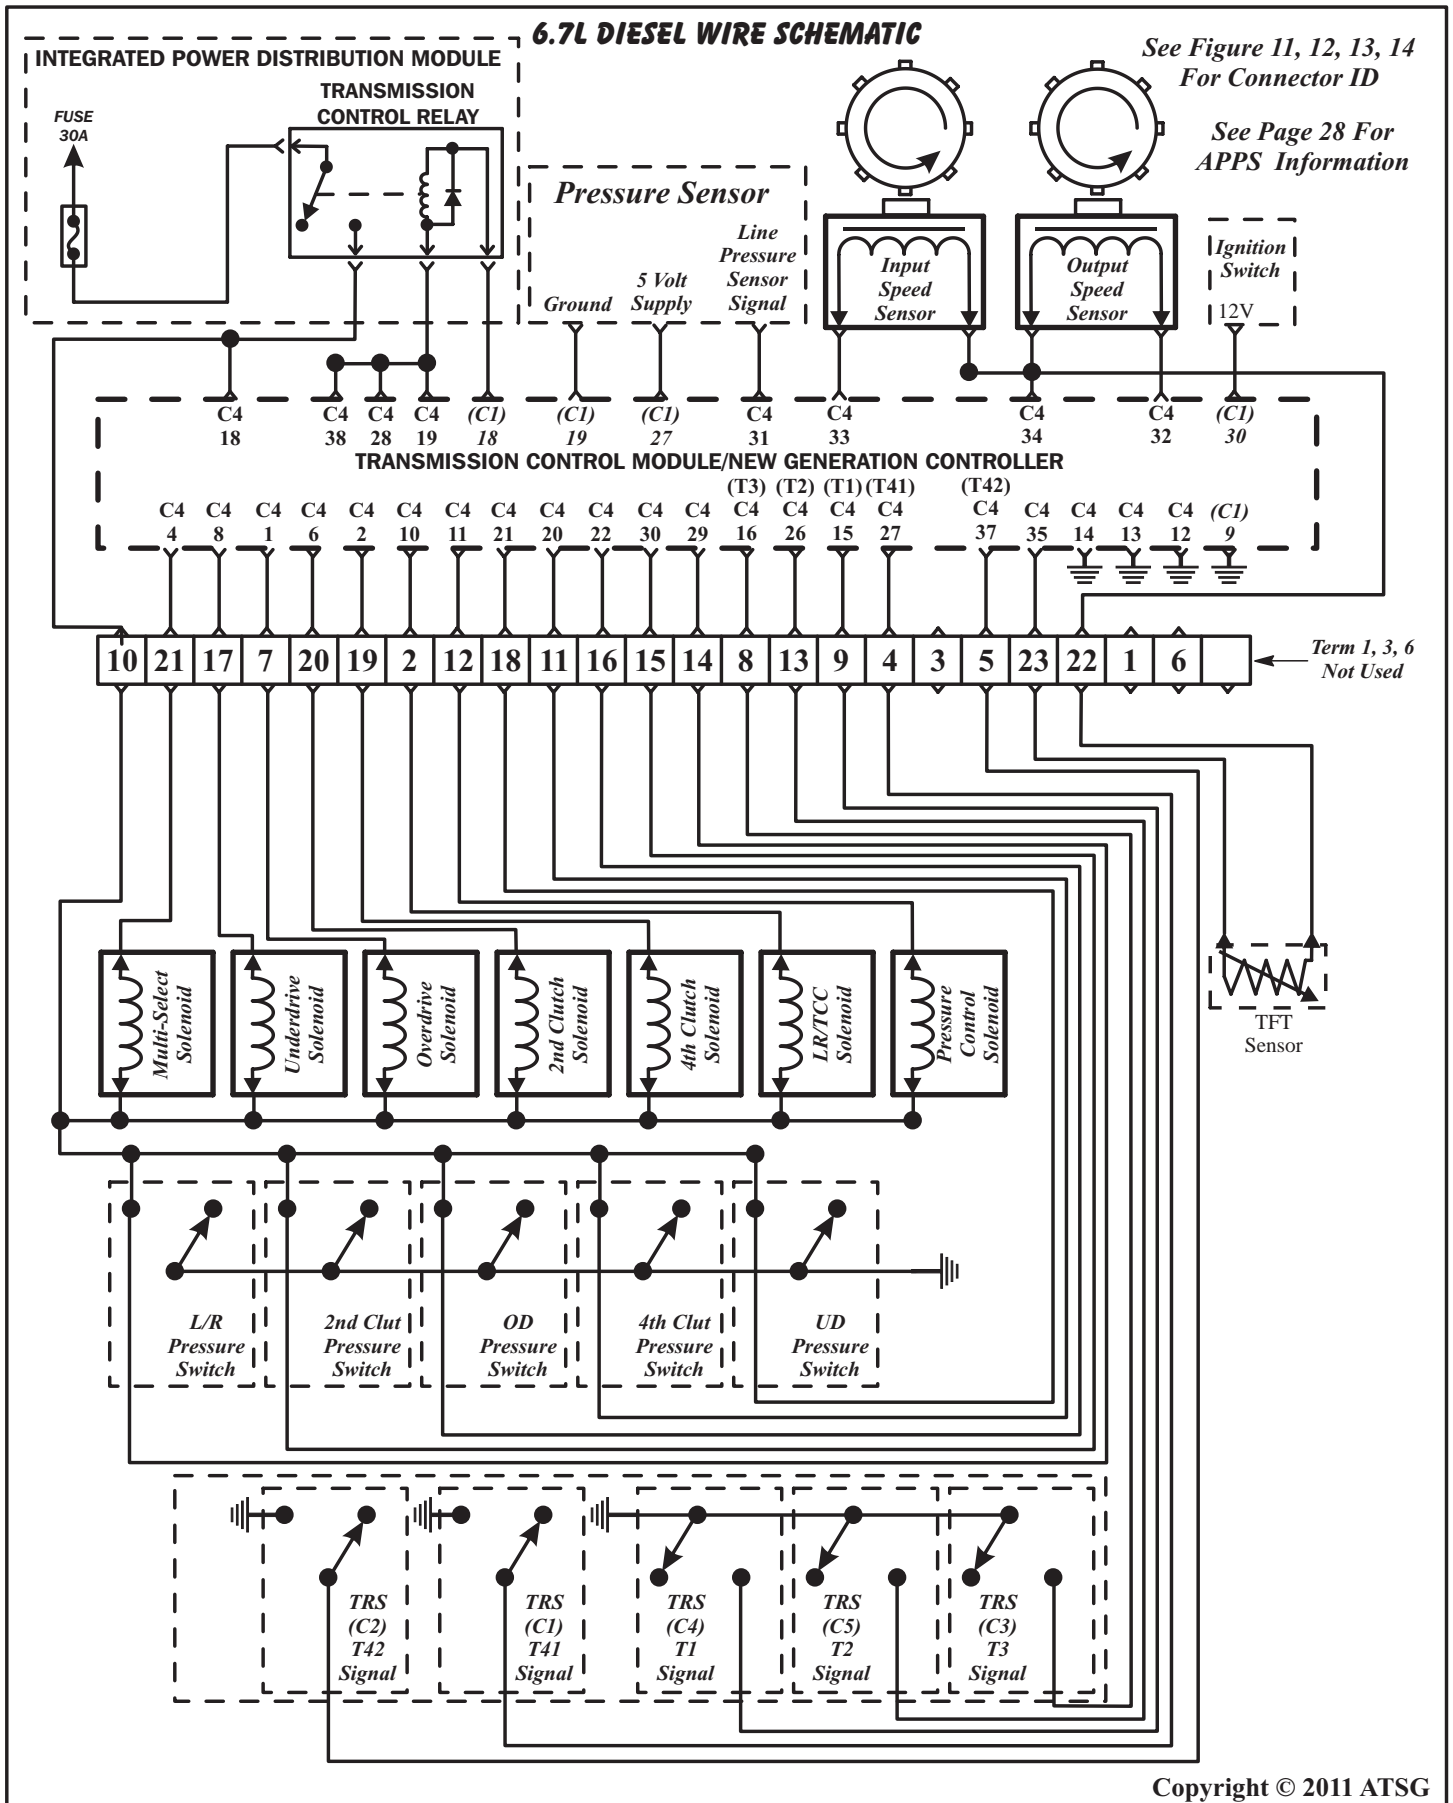 6.7L DIESEL WIRE SCHEMATIC
See Figure 11, 12, 13, 14
For Connector ID
See Page 28 For
APPS Information
INTEGRATED POWER DISTRIBUTION MODULE
TRANSMISSION
CONTROL RELAY
FUSE
30A
Pressure Sensor
Ground
5 Volt
Supply
Line
Pressure
Sensor
Signal
Input
Speed
Sensor
Output
Speed
Sensor
Ignition
Switch
12V
C4 C4 C4 C4 (C1) (C1) (C1) C4 C4 C4 C4 (C1)
18 38 28 19 18 19 27 31 33 34 32 30
TRANSMISSION CONTROL MODULE/NEW GENERATION CONTROLLER
(T3) (T2) (T1) (T41) (T42)
C4 C4 C4 C4 C4 C4 C4 C4 C4 C4 C4 C4 C4 C4 C4 C4 C4 C4 C4 C4 C4 (C1)
4 8 1 6 2 10 11 21 20 22 30 29 16 26 15 27 37 35 14 13 12 9
10 21 17 7 20 19 2 12 18 11 16 15 14 8 13 9 4 3 5 23 22 1 6
Term 1, 3, 6
Not Used
Multi-Select
Solenoid
Underdrive
Solenoid
Overdrive
Solenoid
2nd Clutch
Solenoid
4th Clutch
Solenoid
LR/TCC
Solenoid
Pressure
Control
Solenoid
TFT
Sensor
L/R
Pressure
Switch
2nd Clut
Pressure
Switch
OD
Pressure
Switch
4th Clut
Pressure
Switch
UD
Pressure
Switch
TRS
(C2)
T42
Signal
TRS
(C1)
T41
Signal
TRS
(C4)
T1
Signal
TRS
(C5)
T2
Signal
TRS
(C3)
T3
Signal
Copyright © 2011 ATSG